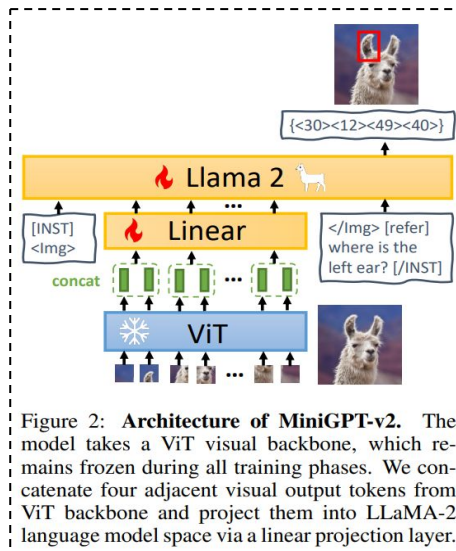 {<30><12><49><40>}
Llama 2
...
[INST]
<Img>
Linear
</Img> [refer]
where is the
left ear? [/INST]
...
concat
...
ViT
...
Figure 2: Architecture of MiniGPT-v2. The
model takes a ViT visual backbone, which re-
mains frozen during all training phases. We con-
catenate four adjacent visual output tokens from
ViT backbone and project them into LLaMA-2
language model space via a linear projection layer.